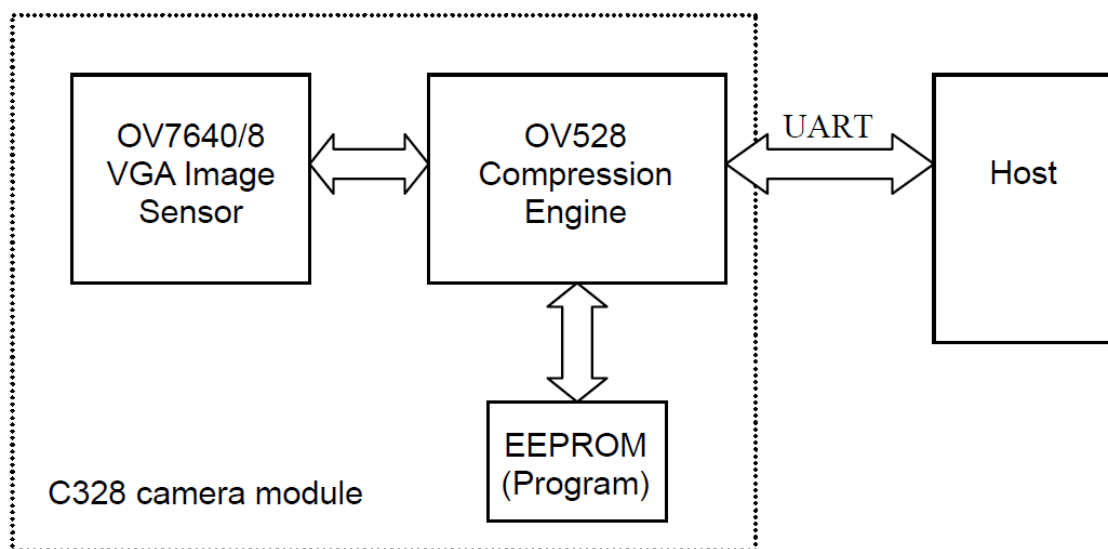 OV7640/8
VGA Image
Sensor
OV528
Compression
Engine
UART
Host
EEPROM
(Program)
C328 camera module